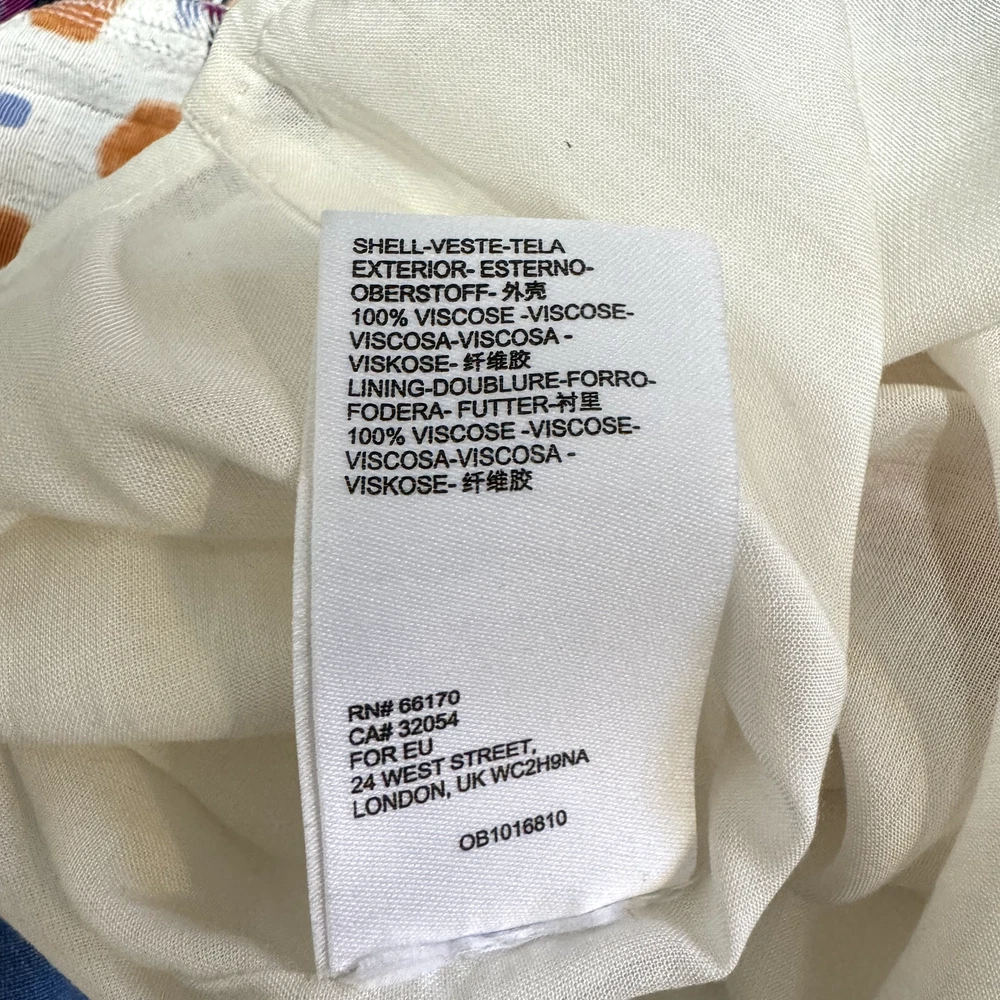 SHELL-VESTE-TELA
EXTERIOR- ESTERNO-
OBERSTOFF- 外壳
100% VISCOSE -VISCOSE-
VISCOSA-VISCOSA -
VISKOSE- 纤维胶
LINING-DOUBLURE-FORRO-
FODERA- FUTTER-衬里
100% VISCOSE -VISCOSE-
VISCOSA-VISCOSA -
VISKOSE- 纤维胶
RN# 66170
CA# 32054
FOR EU
24 WEST STREET,
LONDON, UK WC2H9NA
OB1016810